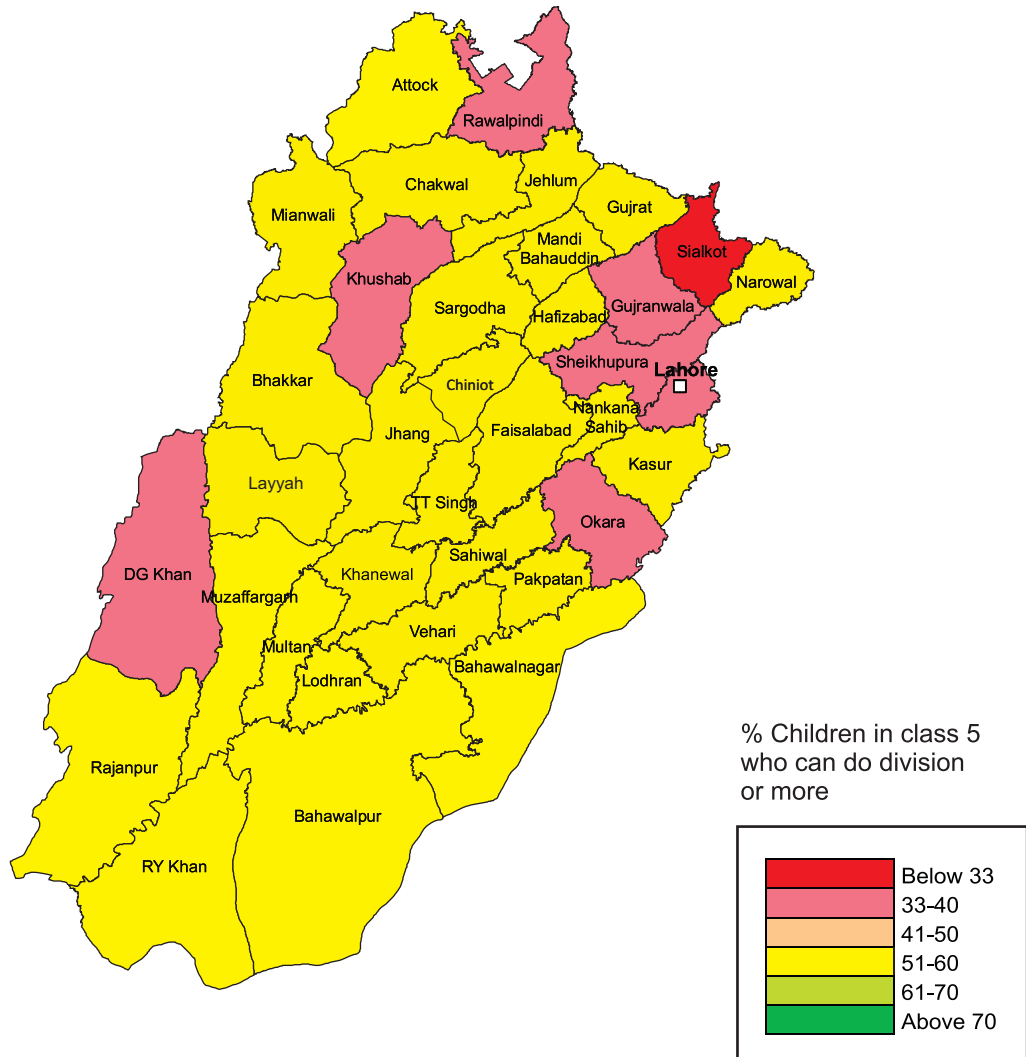 Attock
Rawalpindi
Chakwal
Jehlum
Mianwali
Gujrat
Mandi
Bahauddin
Sialkot
Khushab
Narowal
Sargodha
Hafizabad
Gujranwala
Sheikhupura
Lahore
Bhakkar
Chiniot
Nankana
Sahib
Jhang
Faisalabad
Kasur
Layyah
TT Singh
Okara
Sahiwal
DG Khan
Khanewal
Pakpatan
Muzaffargarh
Vehari
Multan
Bahawalnagar
Lodhran
Rajanpur
Bahawalpur
RY Khan
% Children in class 5
who can do division
or more
Below 33
33-40
41-50
51-60
61-70
Above 70